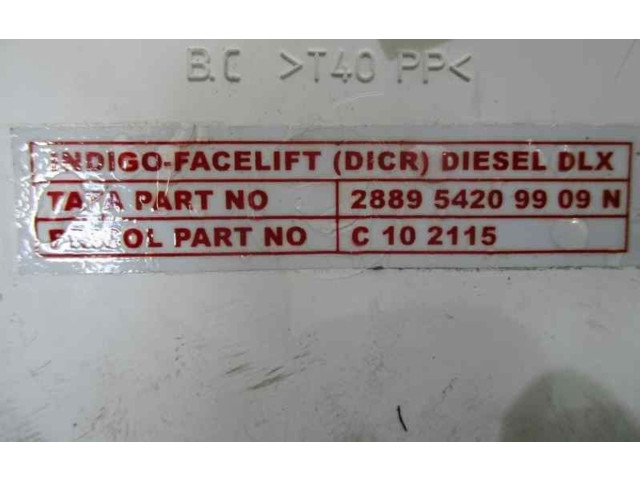 B.C >T40 PP<
INDIGO-FACELIFT (DICR) DIESEL DLX
TATA PART NO 2889 5420 99 09 N
PART NO C 10 2115